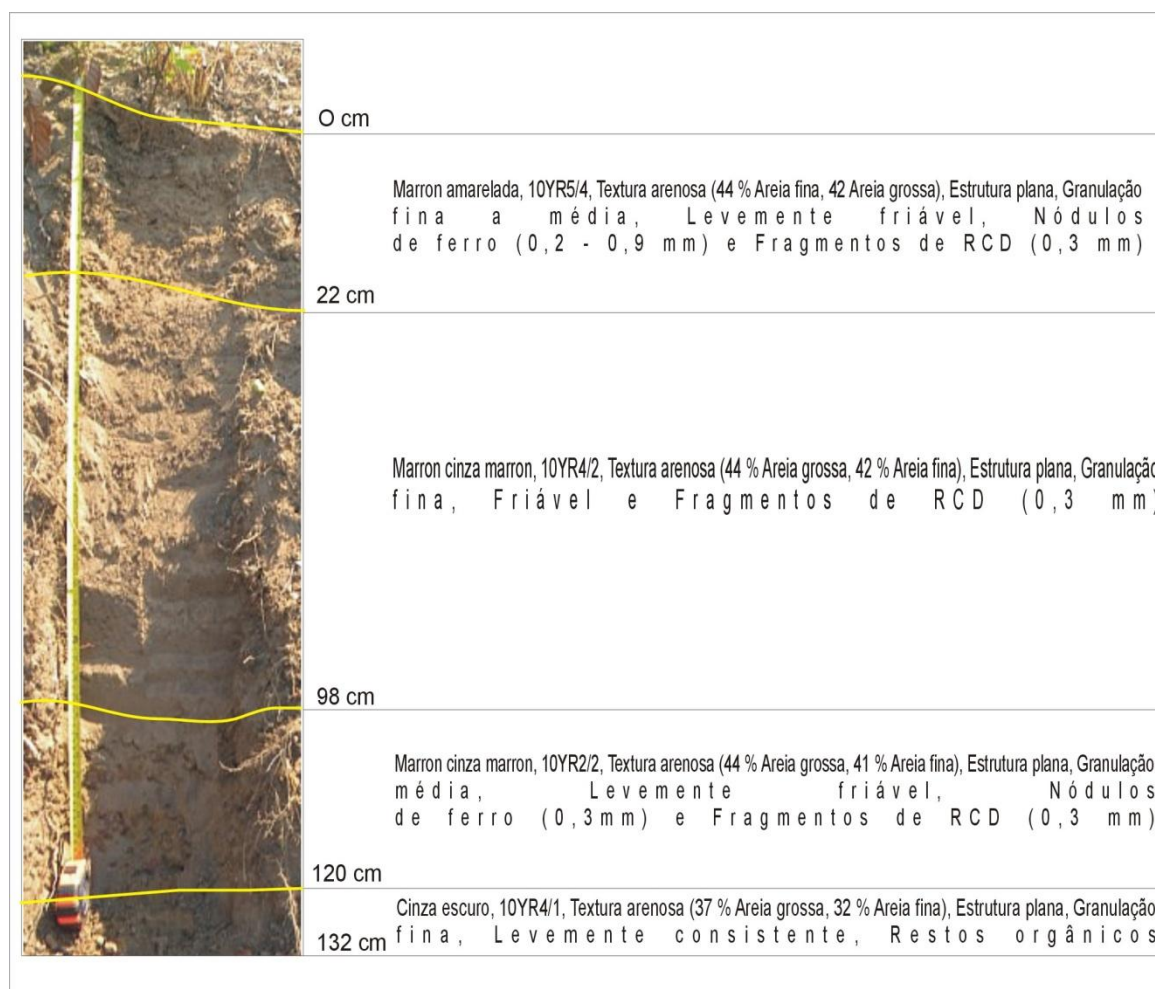 O cm
Marron amarelada, 10YR5/4, Textura arenosa (44 % Areia fina, 42 Areia grossa), Estrutura plana, Granulação
fina a média, Levemente friável, Nódulos
de ferro (0,2 - 0,9 mm) e Fragmentos de RCD (0,3 mm)
22 cm
Marron cinza marron, 10YR4/2, Textura arenosa (44 % Areia grossa, 42 % Areia fina), Estrutura plana, Granulação
fina, Friável e Fragmentos de RCD (0,3 mm)
98 cm
Marron cinza marron, 10YR2/2, Textura arenosa (44 % Areia grossa, 41 % Areia fina), Estrutura plana, Granulação
média, Levemente friável, Nódulos
de ferro (0,3mm) e Fragmentos de RCD (0,3 mm)
120 cm
Cinza escuro, 10YR4/1, Textura arenosa (37 % Areia grossa, 32 % Areia fina), Estrutura plana, Granulação
fina, Levemente consistente, Restos orgânicos
132 cm